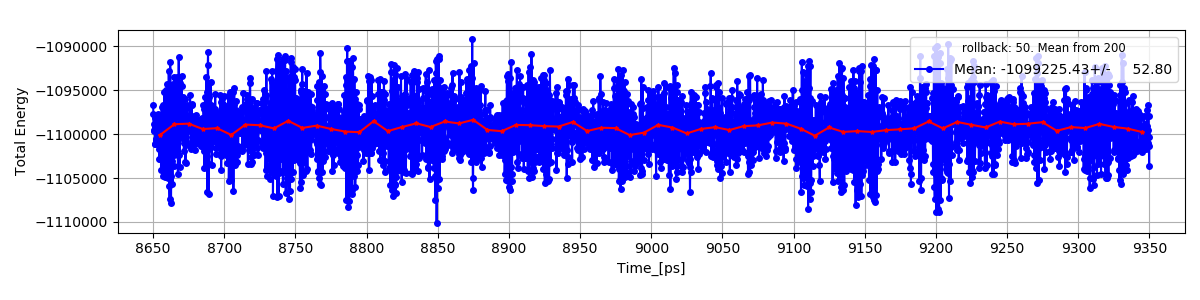 Total Energy
−1090000
−1095000
−1100000
−1105000
−1110000
rollback: 50. Mean from 200
Mean: -1099225.43+/- 52.80
8650 8700 8750 8800 8850 8900 8950 9000 9050 9100 9150 9200 9250 9300 9350
Time_[ps]